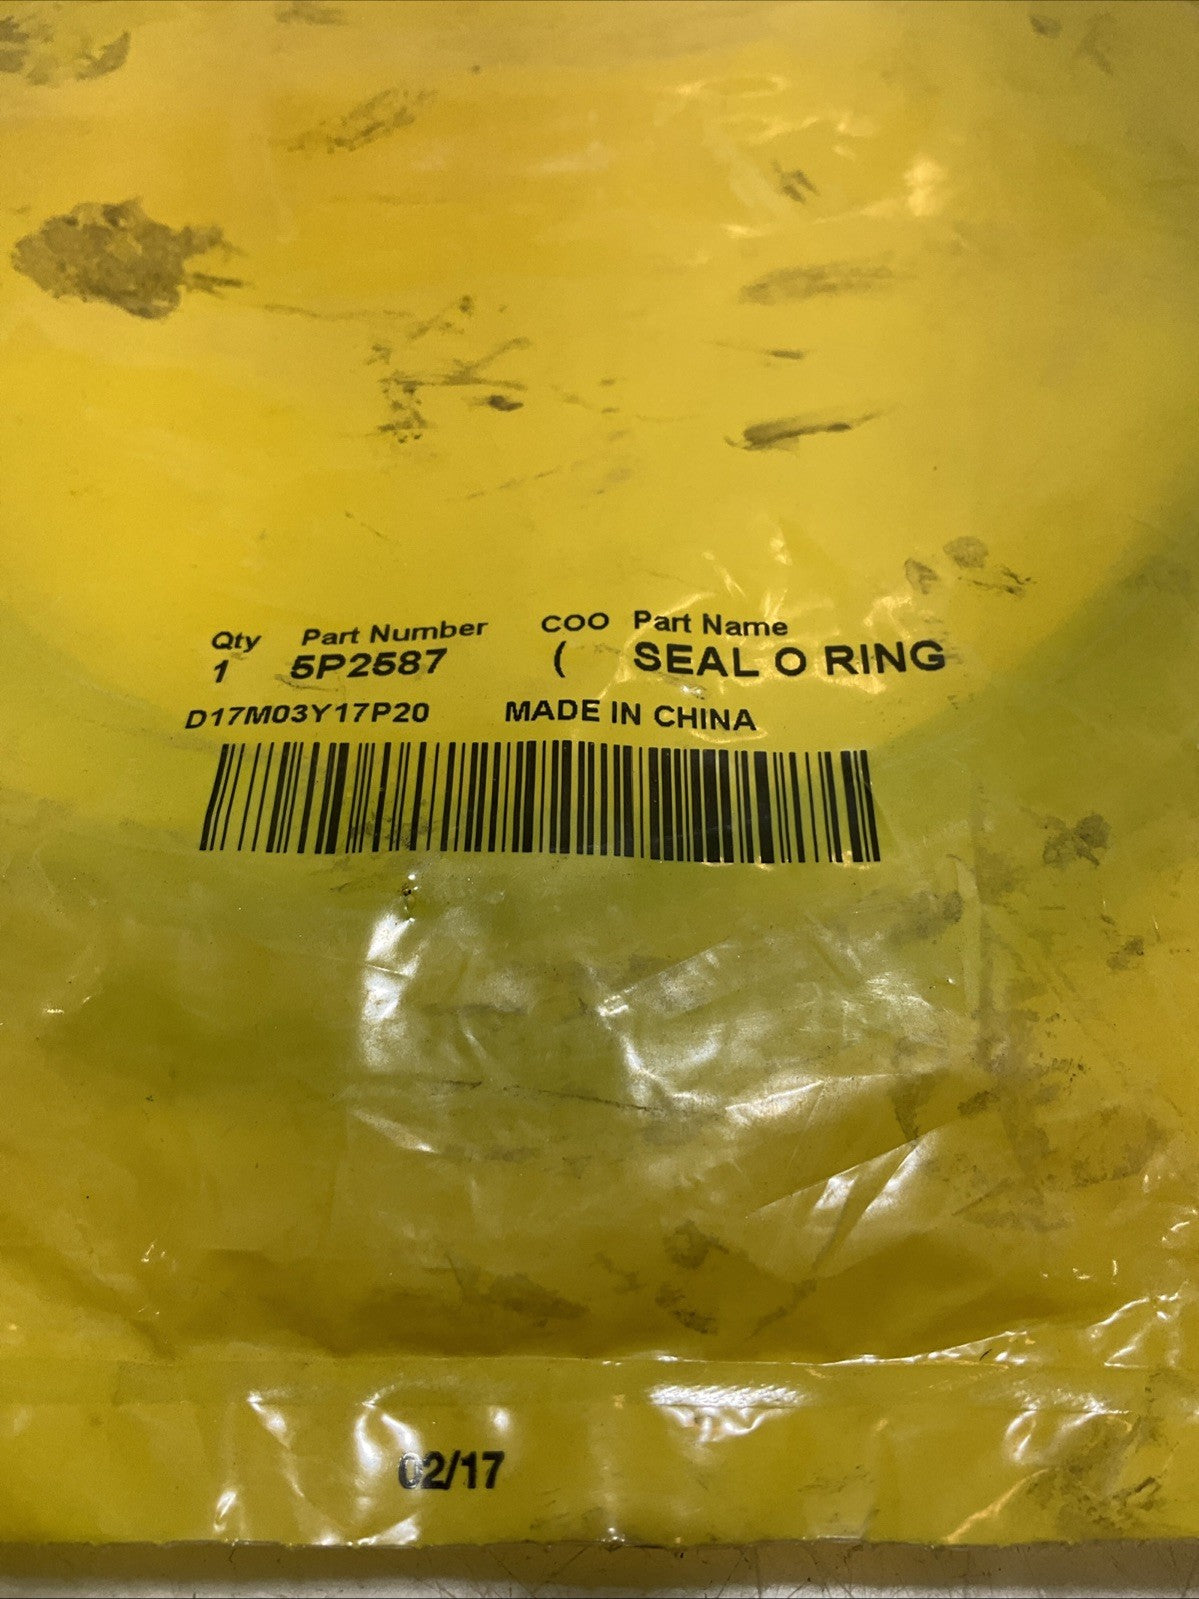 Qty Part Number COO Part Name
1 5P2587 ( SEAL O RING
D17M03Y17P20 MADE IN CHINA
02/17